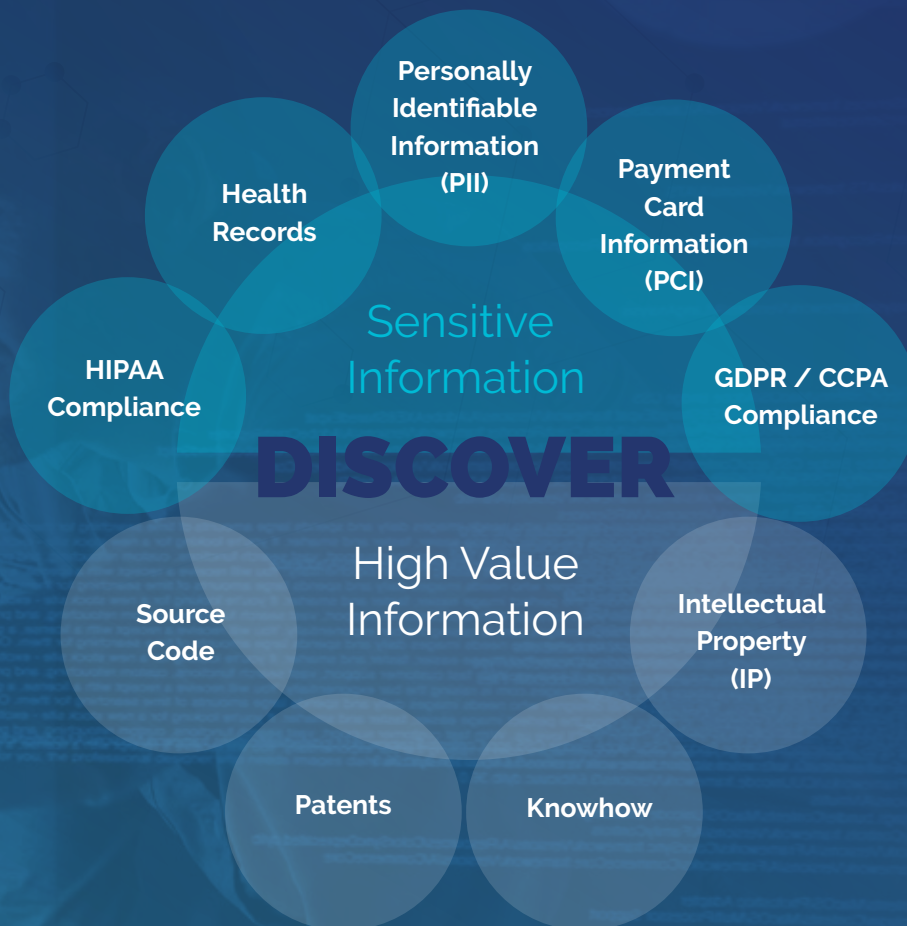 Personally
Identifiable
Information
(PII)
Health
Records
Payment
Card
Information
(PCI)
Sensitive
Information
HIPAA
Compliance
GDPR / CCPA
Compliance
DISCOVER
High Value
Information
Source
Code
Intellectual
Property
(IP)
Patents
Knowhow